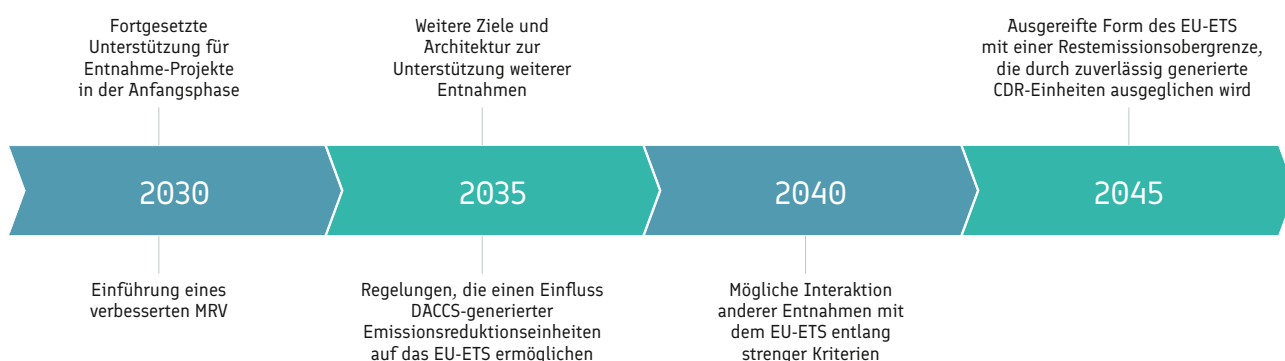 Fortgesetzte
Unterstützung für
Entnahme-Projekte
in der Anfangsphase
Weitere Ziele und
Architektur zur
Unterstützung weiterer
Entnahmen
Ausgereifte Form des EU-ETS
mit einer Restemissionsobergrenze,
die durch zuverlässig generierte
CDR-Einheiten ausgeglichen wird
2030
2035
2040
2045
Einführung eines
verbesserten MRV
Regelungen, die einen Einfluss
DACCS-generierter
Emissionsreduktionseinheiten
auf das EU-ETS ermöglichen
Mögliche Interaktion
anderer Entnahmen mit
dem EU-ETS entlang
strenger Kriterien